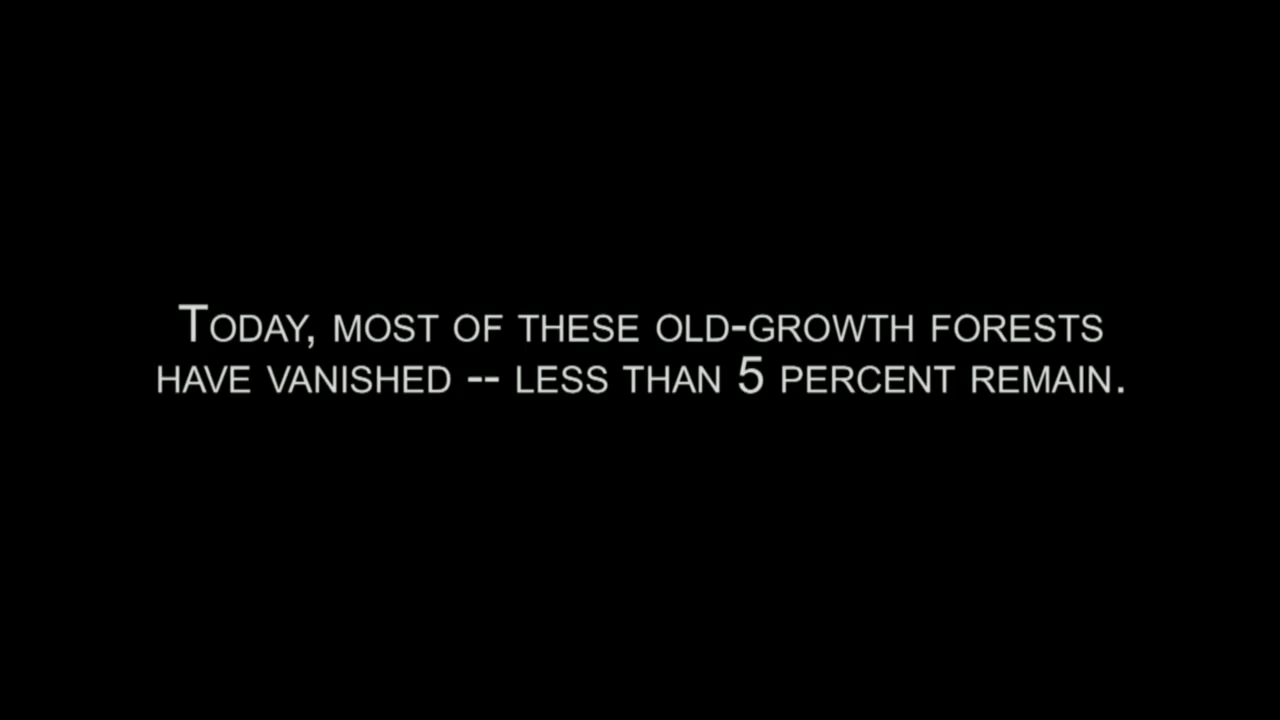 Today, most of these old-growth forests
have vanished -- less than 5 percent remain.